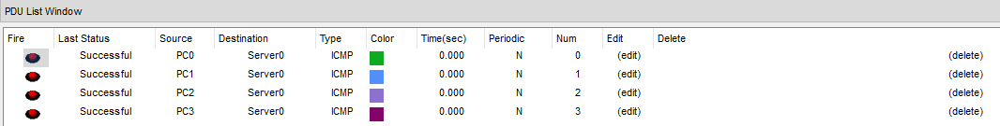 PDU List Window
Fire Last Status Source Destination Type Color Time(sec) Periodic Num Edit Delete
Successful PC0 Server0 ICMP 0.000 N 0 (edit) (delete)
Successful PC1 Server0 ICMP 0.000 N 1 (edit) (delete)
Successful PC2 Server0 ICMP 0.000 N 2 (edit) (delete)
Successful PC3 Server0 ICMP 0.000 N 3 (edit) (delete)